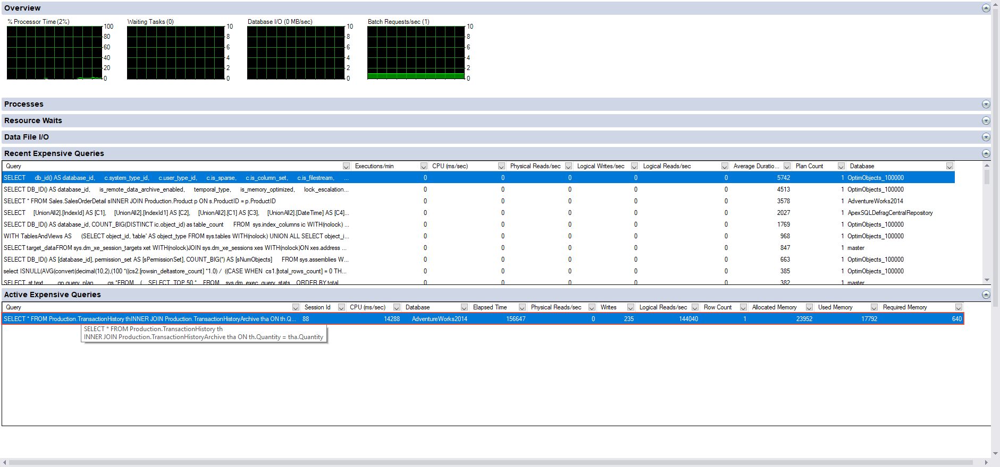 Overview
% Processor Time (2%)
100
80
60
40
20
0
Waiting Tasks (0)
10
8
6
4
2
0
Database I/O (0 MB/sec)
10
8
6
4
2
0
Batch Requests/sec (1)
10
8
6
4
2
0
Processes
Resource Waits
Data File I/O
Recent Expensive Queries
Query Executions/min CPU (ms/sec) Physical Reads/sec Logical Writes/sec Logical Reads/sec Average Duratio... Plan Count Database
SELECT db_id() AS database_id, c.system_type_id, c.user_type_id, c.is_sparse, c.is_column_set, c.is_filestream, ... 0 0 0 0 0 5742 1 OptimObjects_100000
SELECT DB_ID() AS database_id, is_remote_data_archive_enabled, temporal_type, is_memory_optimized, lock_escalation... 0 0 0 0 0 4513 1 OptimObjects_100000
SELECT * FROM Sales.SalesOrderDetail sINNER JOIN Production.Product p ON s.ProductID = p.ProductID 0 0 0 0 0 3578 1 AdventureWorks2014
SELECT [UnionAll2].[IndexId] AS [C1], [UnionAll2].[IndexId1] AS [C2], [UnionAll2].[C1] AS [C3], [UnionAll2].[DateTime] AS [C4]... 0 0 0 0 0 2027 1 ApexSQLDefragCentralRepository
SELECT DB_ID() AS database_id, COUNT_BIG(DISTINCT ic.object_id) as table_count FROM sys.index_columns ic WITH(nolock) ... 0 0 0 0 0 1769 1 OptimObjects_100000
WITH TablesAndViews AS (SELECT object_id, 'table' AS object_type FROM sys.tables WITH(nolock) UNION ALL SELECT object_i... 0 0 0 0 0 968 1 OptimObjects_100000
SELECT target_dataFROM sys.dm_xe_session_targets xet WITH(nolock)JOIN sys.dm_xe_sessions xes WITH(nolock)ON xes.address ... 0 0 0 0 0 847 1 master
SELECT DB_ID() AS [database_id], permission_set AS [sPermissionSet], COUNT_BIG(*) AS [sNumObjects] FROM sys.assemblies W... 0 0 0 0 0 663 1 OptimObjects_100000
select ISNULL(AVG(convert(decimal(10,2),(100 *((cs2.[rowsin_deltastore_count] *1.0) / ((CASE WHEN cs1.[total_rows_count] = 0 TH... 0 0 0 0 0 385 1 OptimObjects_100000
SELECT st.text, qp.query_plan, qs.*FROM ( SELECT TOP 50 * FROM sys.dm_exec_query_stats ORDER BY total... 0 0 0 0 0 382 1 master
Active Expensive Queries
Query Session Id CPU (ms/sec) Database Elapsed Time Physical Reads/sec Writes Logical Reads/sec Row Count Allocated Memory Used Memory Required Memory
SELECT * FROM Production.TransactionHistory thINNER JOIN Production.TransactionHistoryArchive tha ON th.Q... 88 14288 AdventureWorks2014 156647 0 235 144040 1 23952 17792 640
SELECT * FROM Production.TransactionHistory th
INNER JOIN Production.TransactionHistoryArchive tha ON th.Quantity = tha.Quantity